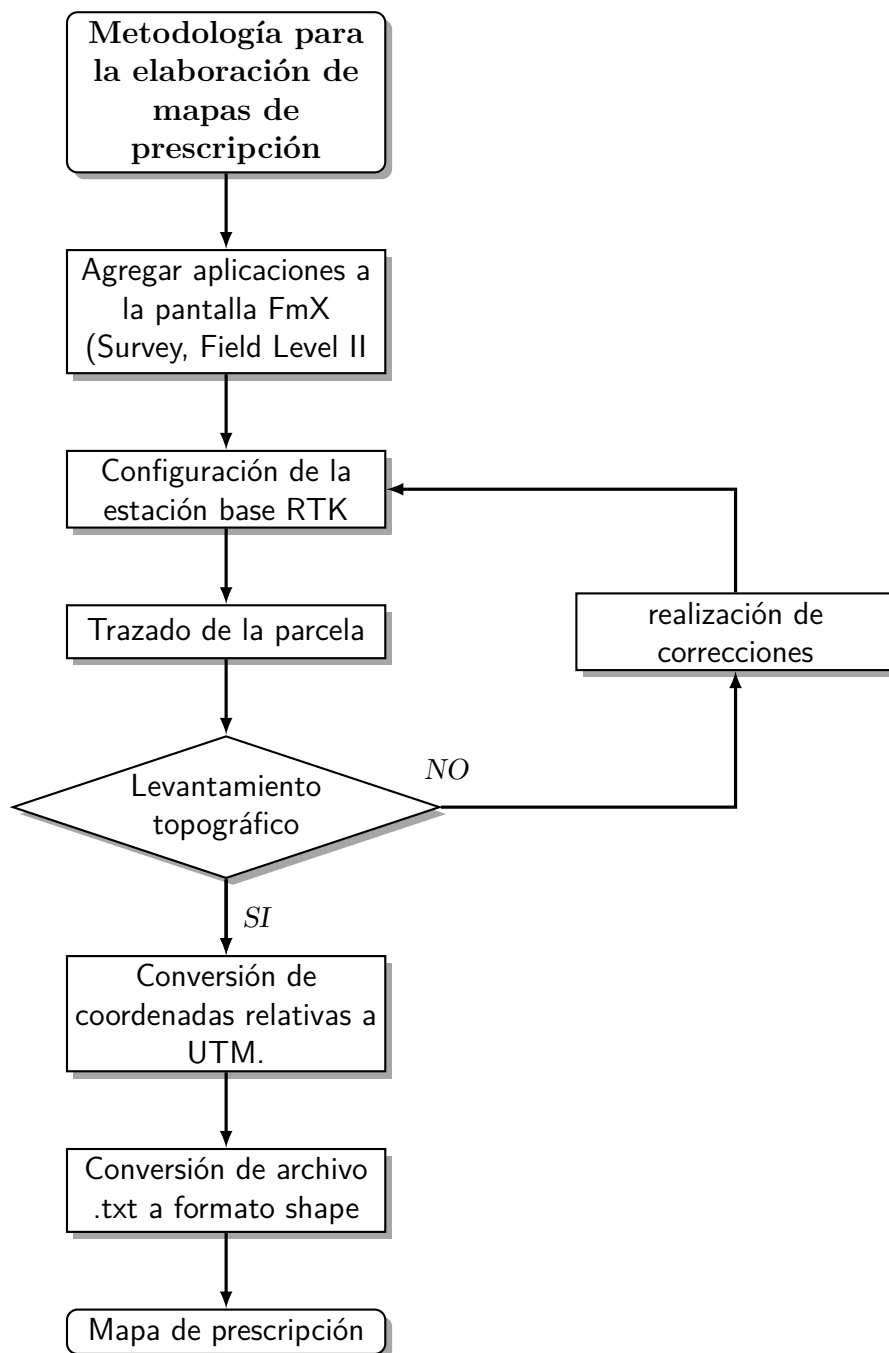 Metodología para
la elaboración de
mapas de
prescripción
Agregar aplicaciones a
la pantalla FmX
(Survey, Field Level II
Configuración de la
estación base RTK
Trazado de la parcela
realización de
correcciones
Levantamiento
topográfico
NO
SI
Conversión de
coordenadas relativas a
UTM.
Conversión de archivo
.txt a formato shape
Mapa de prescripción